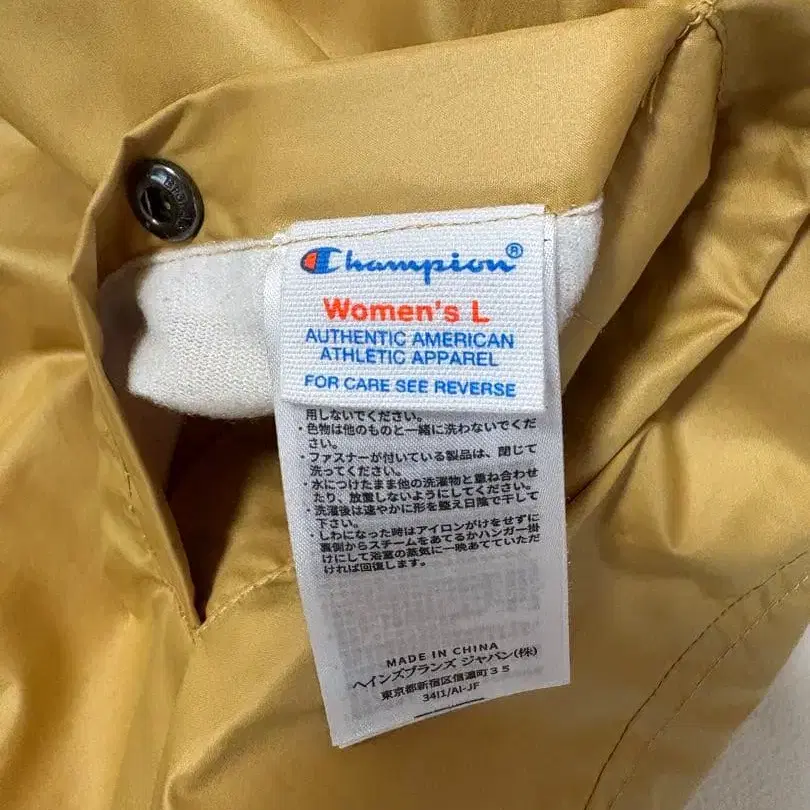 Champion®
Women's L
AUTHENTIC AMERICAN
ATHLETIC APPAREL
FOR CARE SEE REVERSE
用しないでください。
・色物は他のものと一緒に洗わないでくだ
さい。
・ファスナーが付いている製品は、閉じて
洗ってください。
・水につけたまま他の洗濯物と重ね合わせ
たり、放置しないようにしてください。
・洗濯後は速やかに形を整え日陰で干して
下さい。
・しわになった時はアイロンがけをせずに
裏側からスチームをあてるかハンガー掛
けにして浴室の蒸気に一晩あてていただ
ければ回復します。
MADE IN CHINA
ヘインズブランズ ジャパン(株)
東京都新宿区信濃町35
34I1/AI-JF